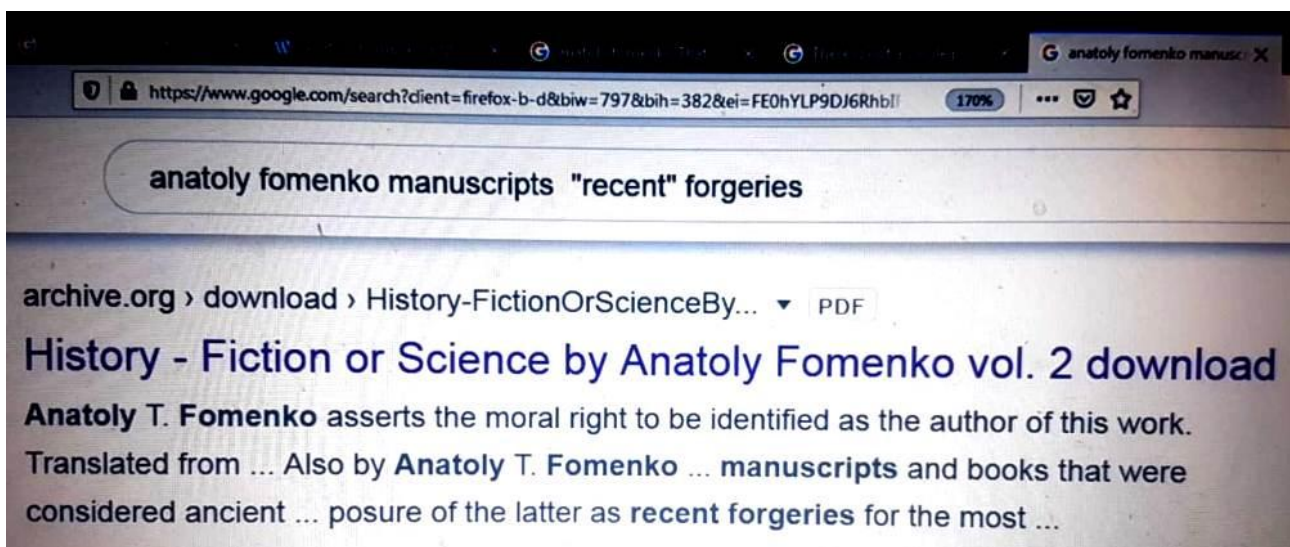 anatoly fomenko manusc
https://www.google.com/search?client=firefox-b-d&biw=797&bih=382&ei=FE0hYLP9DJ6RhbI
170%
anatoly fomenko manuscripts "recent" forgeries
archive.org › download › History-FictionOrScienceBy... ▾ PDF
History - Fiction or Science by Anatoly Fomenko vol. 2 download
Anatoly T. Fomenko asserts the moral right to be identified as the author of this work.
Translated from ... Also by Anatoly T. Fomenko ... manuscripts and books that were
considered ancient ... posure of the latter as recent forgeries for the most ...